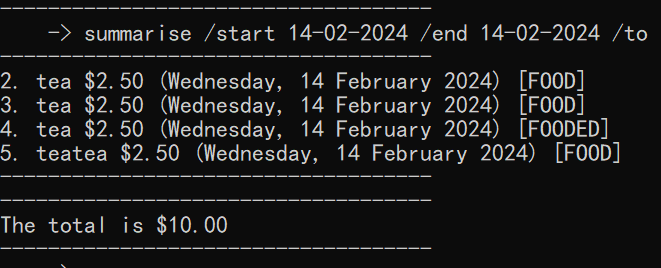 ------------------------------------
-> summarise /start 14-02-2024 /end 14-02-2024 /to
------------------------------------
2. tea $2.50 (Wednesday, 14 February 2024) [FOOD]
3. tea $2.50 (Wednesday, 14 February 2024) [FOOD]
4. tea $2.50 (Wednesday, 14 February 2024) [FOODED]
5. teatea $2.50 (Wednesday, 14 February 2024) [FOOD]
------------------------------------
------------------------------------
The total is $10.00
------------------------------------